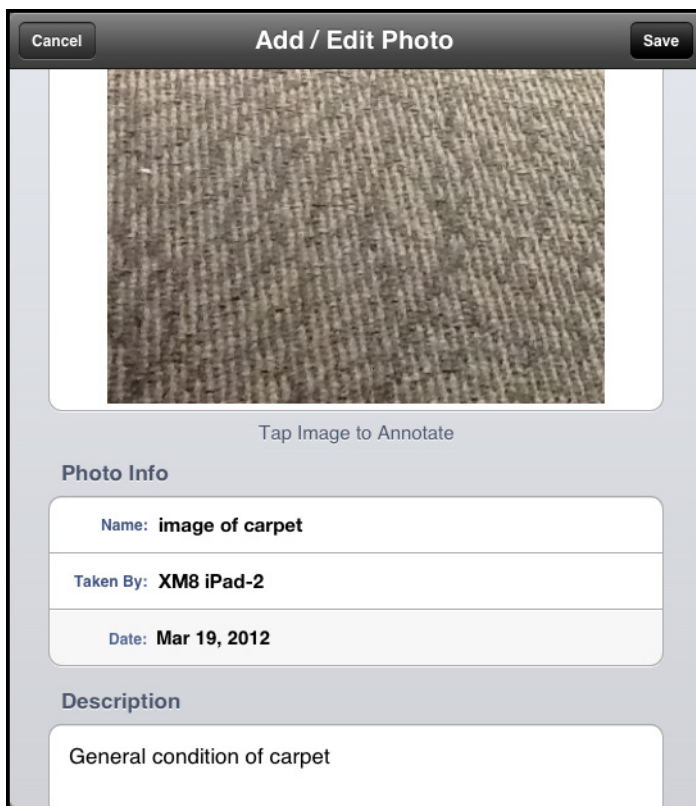 Cancel Add / Edit Photo Save
Tap Image to Annotate
Photo Info
Name: image of carpet
Taken By: XM8 iPad-2
Date: Mar 19, 2012
Description
General condition of carpet